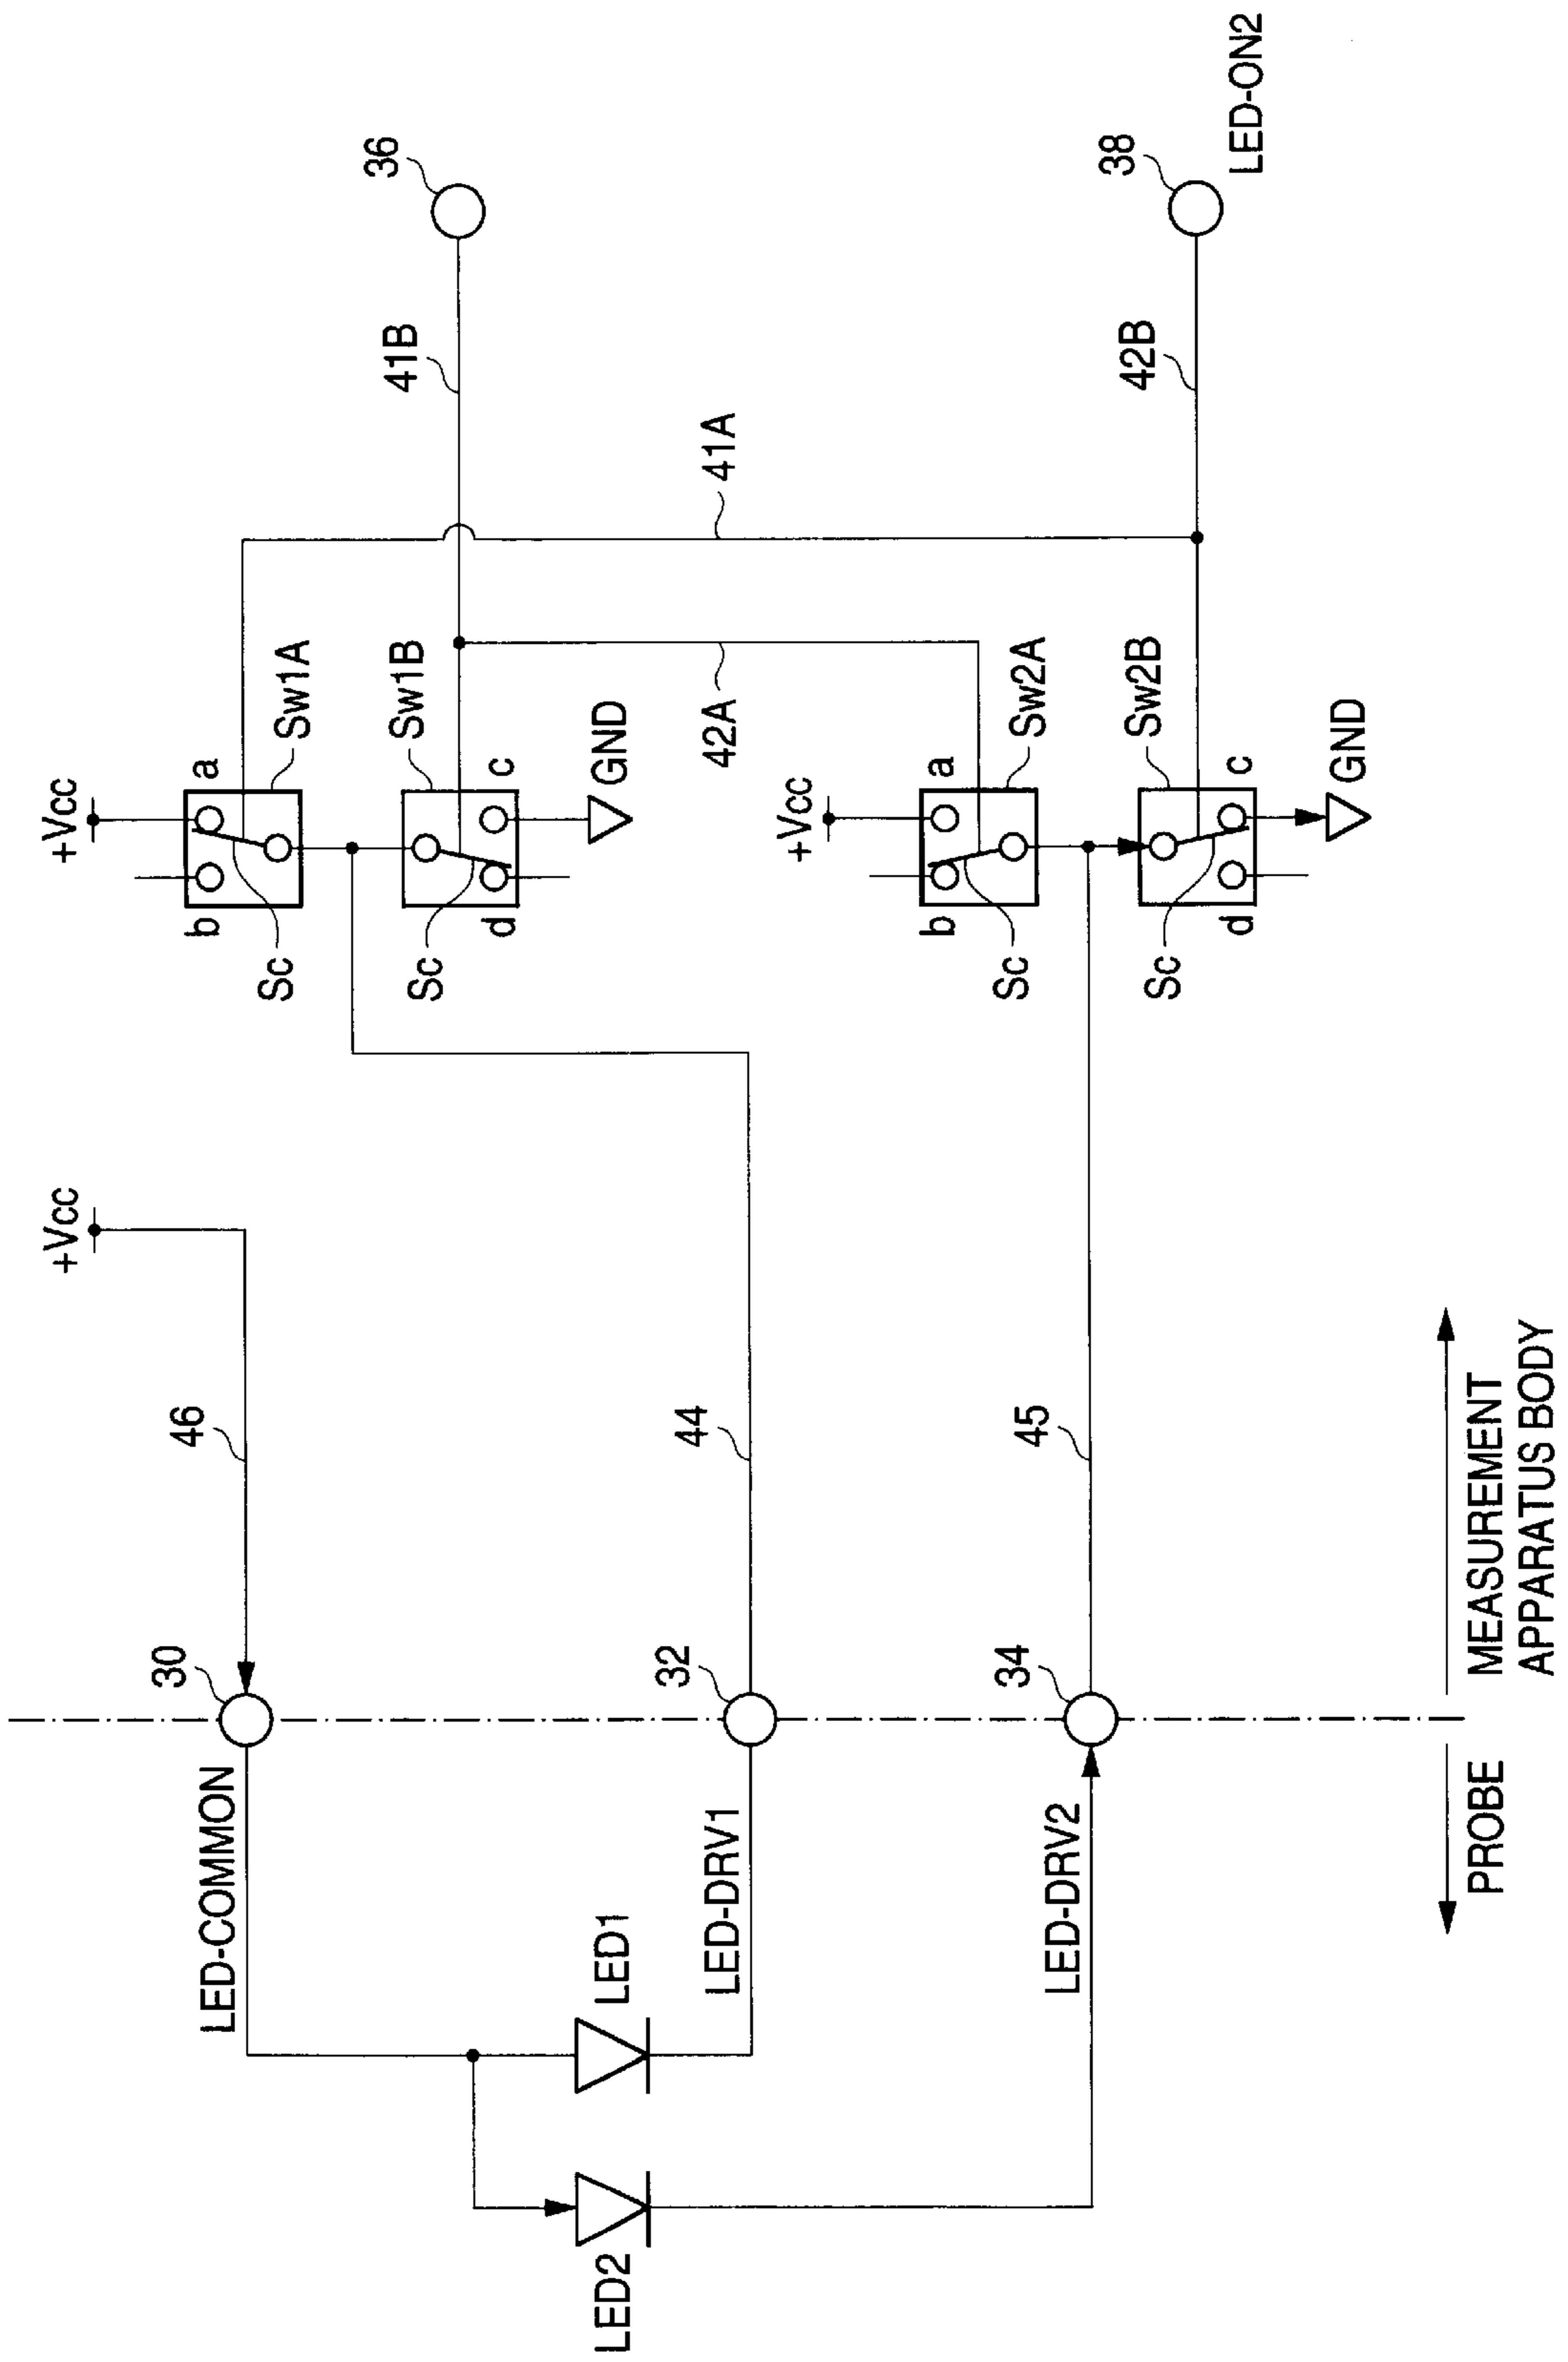 +Vcc
+Vcc
a
b
Sw1A
Sc
36
41B
Sw1B
c
d
Sc
GND
41A
42A
+Vcc
a
b
Sw2A
Sc
38
LED-ON2
42B
Sw2B
c
d
Sc
GND
46
30
LED-COMMON
44
32
LED-DRV1
LED1
LED2
45
34
LED-DRV2
PROBE
MEASUREMENT
APPARATUS BODY